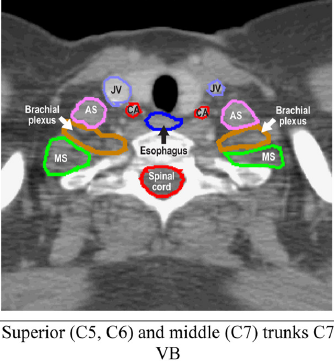 JV
JV
AS
CA
CA
AS
Brachial
plexus
Brachial
plexus
MS
MS
Esophagus
Spinal
cord
Superior (C5, C6) and middle (C7) trunks C7
VB